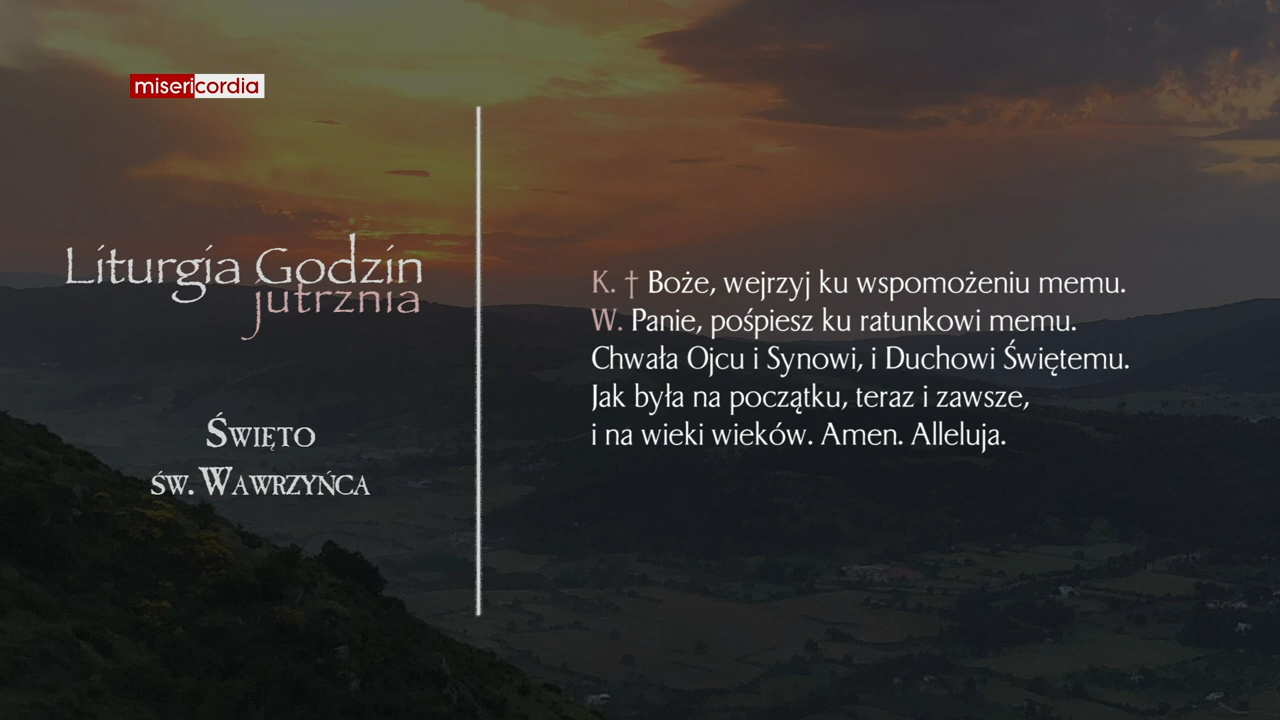 misericordia
Liturgia Godzin
jutrznia
Święto
św. Wawrzyńca
K. † Boże, wejrzyj ku wspomożeniu memu.
W. Panie, pośpiesz ku ratunkowi memu.
Chwała Ojcu i Synowi, i Duchowi Świętemu.
Jak była na początku, teraz i zawsze,
i na wieki wieków. Amen. Alleluja.